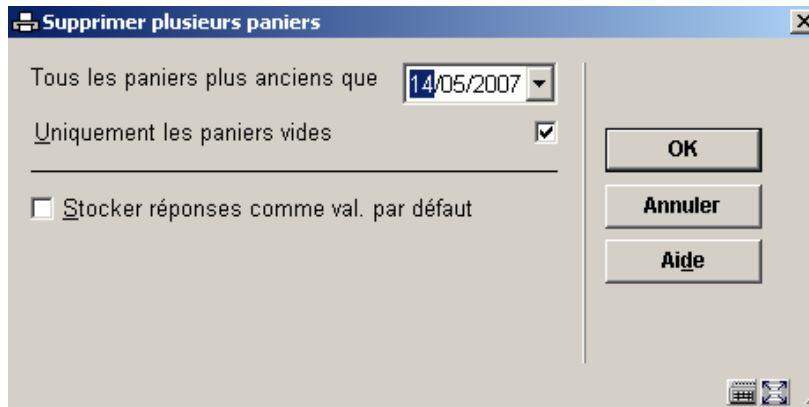 Supprimer plusieurs paniers
Tous les paniers plus anciens que 14/05/2007
Uniquement les paniers vides
Stocker réponses comme val. par défaut
OK
Annuler
Aide